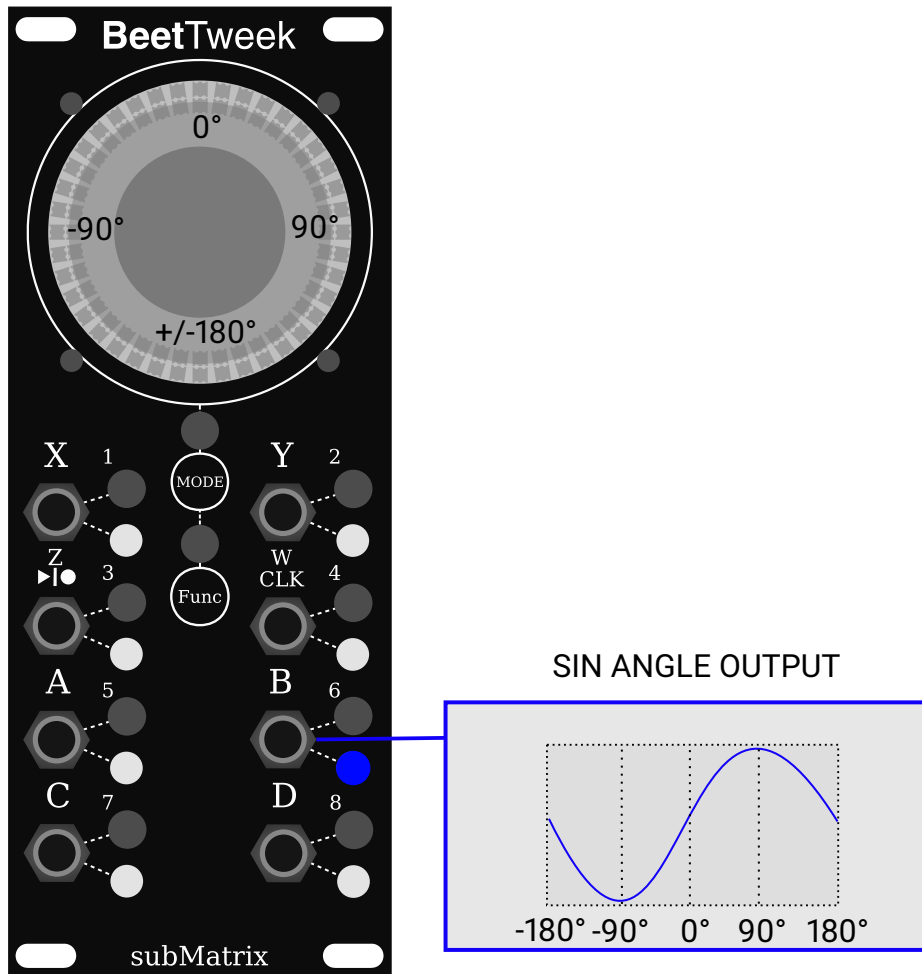 BeetTweek
0°
-90° 90°
+/-180°
X 1 Y 2
MODE
Z 3 W 4
CLK
Func
A 5 B 6
C 7 D 8
subMatrix
SIN ANGLE OUTPUT
-180° -90° 0° 90° 180°